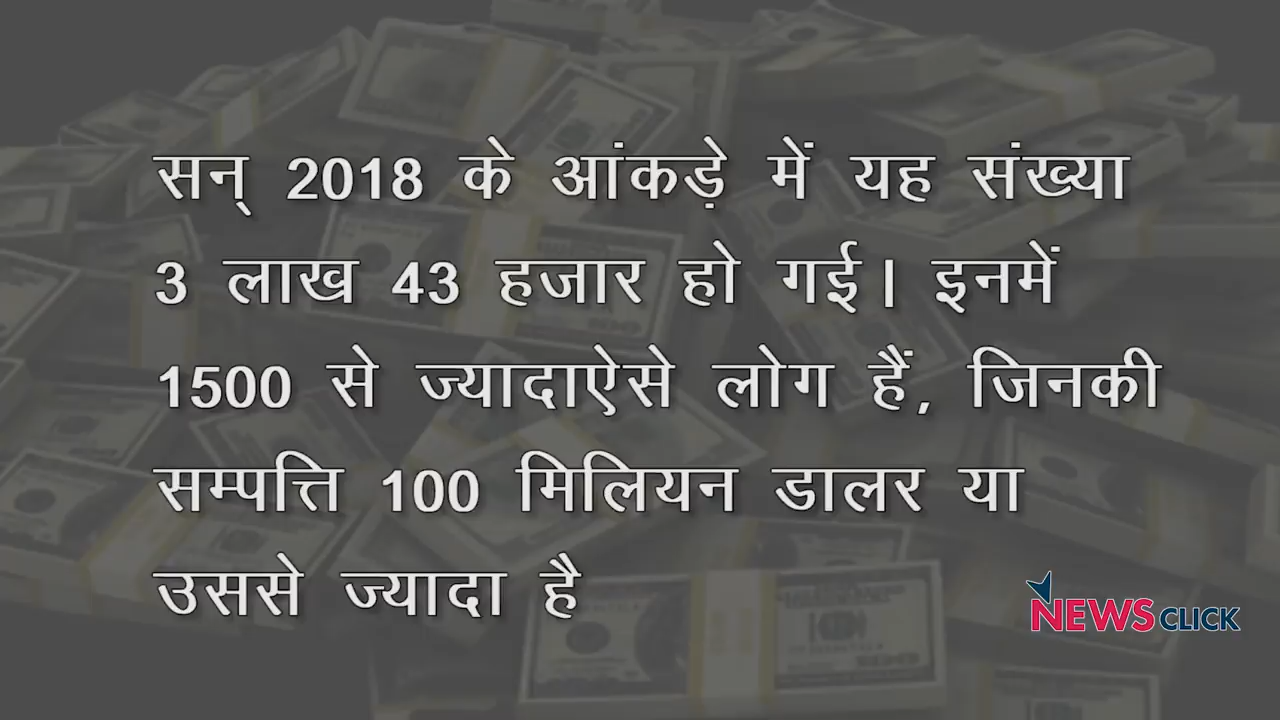 सन् 2018 के आंकड़े में यह संख्या
3 लाख 43 हजार हो गई। इनमें
1500 से ज्यादाऐसे लोग हैं, जिनकी
सम्पत्ति 100 मिलियन डालर या
उससे ज्यादा है
NEWSCLICK